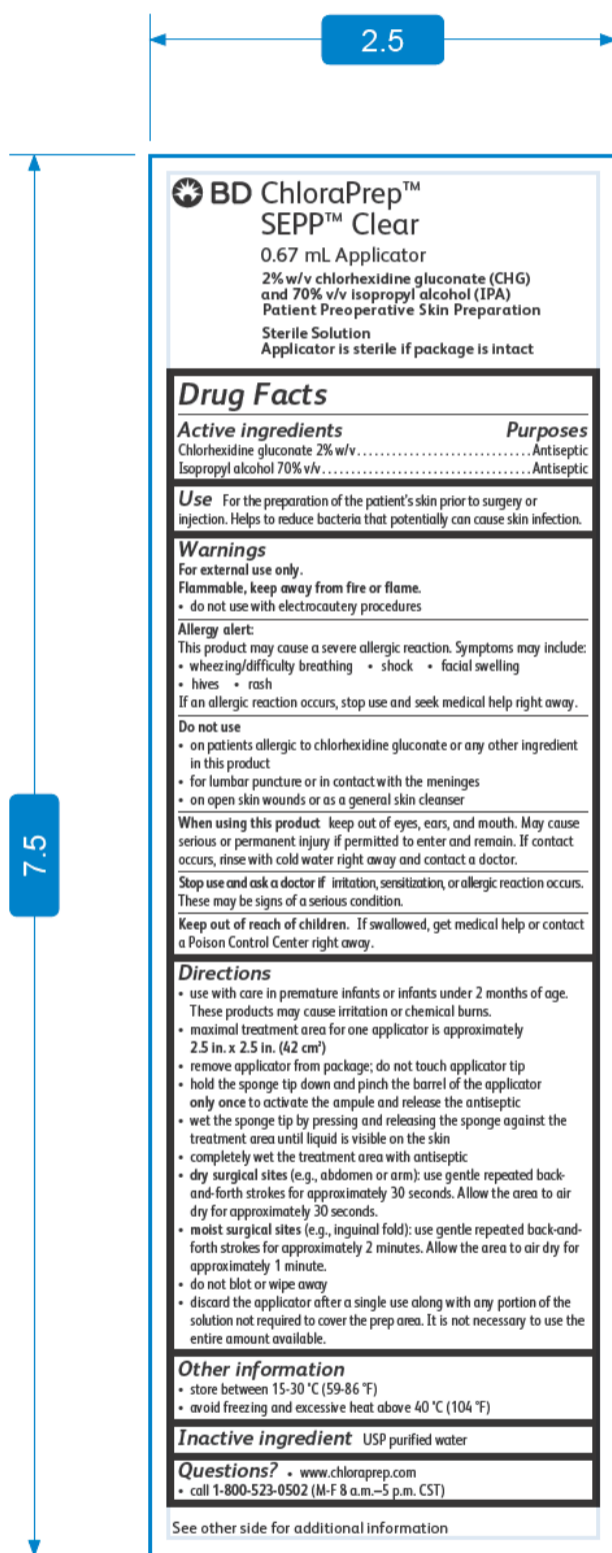 2.5
7.5
BD ChloraPrep™
SEPP™ Clear
0.67 mL Applicator
2% w/v chlorhexidine gluconate (CHG)
and 70% v/v isopropyl alcohol (IPA)
Patient Preoperative Skin Preparation
Sterile Solution
Applicator is sterile if package is intact
Drug Facts
Active ingredients Purposes
Chlorhexidine gluconate 2% w/v..............................Antiseptic
Isopropyl alcohol 70% v/v....................................Antiseptic
Use For the preparation of the patient's skin prior to surgery or
injection. Helps to reduce bacteria that potentially can cause skin infection.
Warnings
For external use only.
Flammable, keep away from fire or flame.
• do not use with electrocautery procedures
Allergy alert:
This product may cause a severe allergic reaction. Symptoms may include:
• wheezing/difficulty breathing • shock • facial swelling
• hives • rash
If an allergic reaction occurs, stop use and seek medical help right away.
Do not use
• on patients allergic to chlorhexidine gluconate or any other ingredient
in this product
• for lumbar puncture or in contact with the meninges
• on open skin wounds or as a general skin cleanser
When using this product keep out of eyes, ears, and mouth. May cause
serious or permanent injury if permitted to enter and remain. If contact
occurs, rinse with cold water right away and contact a doctor.
Stop use and ask a doctor if irritation, sensitization, or allergic reaction occurs.
These may be signs of a serious condition.
Keep out of reach of children. If swallowed, get medical help or contact
a Poison Control Center right away.
Directions
• use with care in premature infants or infants under 2 months of age.
These products may cause irritation or chemical burns.
• maximal treatment area for one applicator is approximately
2.5 in. x 2.5 in. (42 cm²)
• remove applicator from package; do not touch applicator tip
• hold the sponge tip down and pinch the barrel of the applicator
only once to activate the ampule and release the antiseptic
• wet the sponge tip by pressing and releasing the sponge against the
treatment area until liquid is visible on the skin
• completely wet the treatment area with antiseptic
• dry surgical sites (e.g., abdomen or arm): use gentle repeated back-
and-forth strokes for approximately 30 seconds. Allow the area to air
dry for approximately 30 seconds.
• moist surgical sites (e.g., inguinal fold): use gentle repeated back-and-
forth strokes for approximately 2 minutes. Allow the area to air dry for
approximately 1 minute.
• do not blot or wipe away
• discard the applicator after a single use along with any portion of the
solution not required to cover the prep area. It is not necessary to use the
entire amount available.
Other information
• store between 15-30 °C (59-86 °F)
• avoid freezing and excessive heat above 40 °C (104 °F)
Inactive ingredient USP purified water
Questions? • www.chloraprep.com
• call 1-800-523-0502 (M-F 8 a.m.–5 p.m. CST)
See other side for additional information